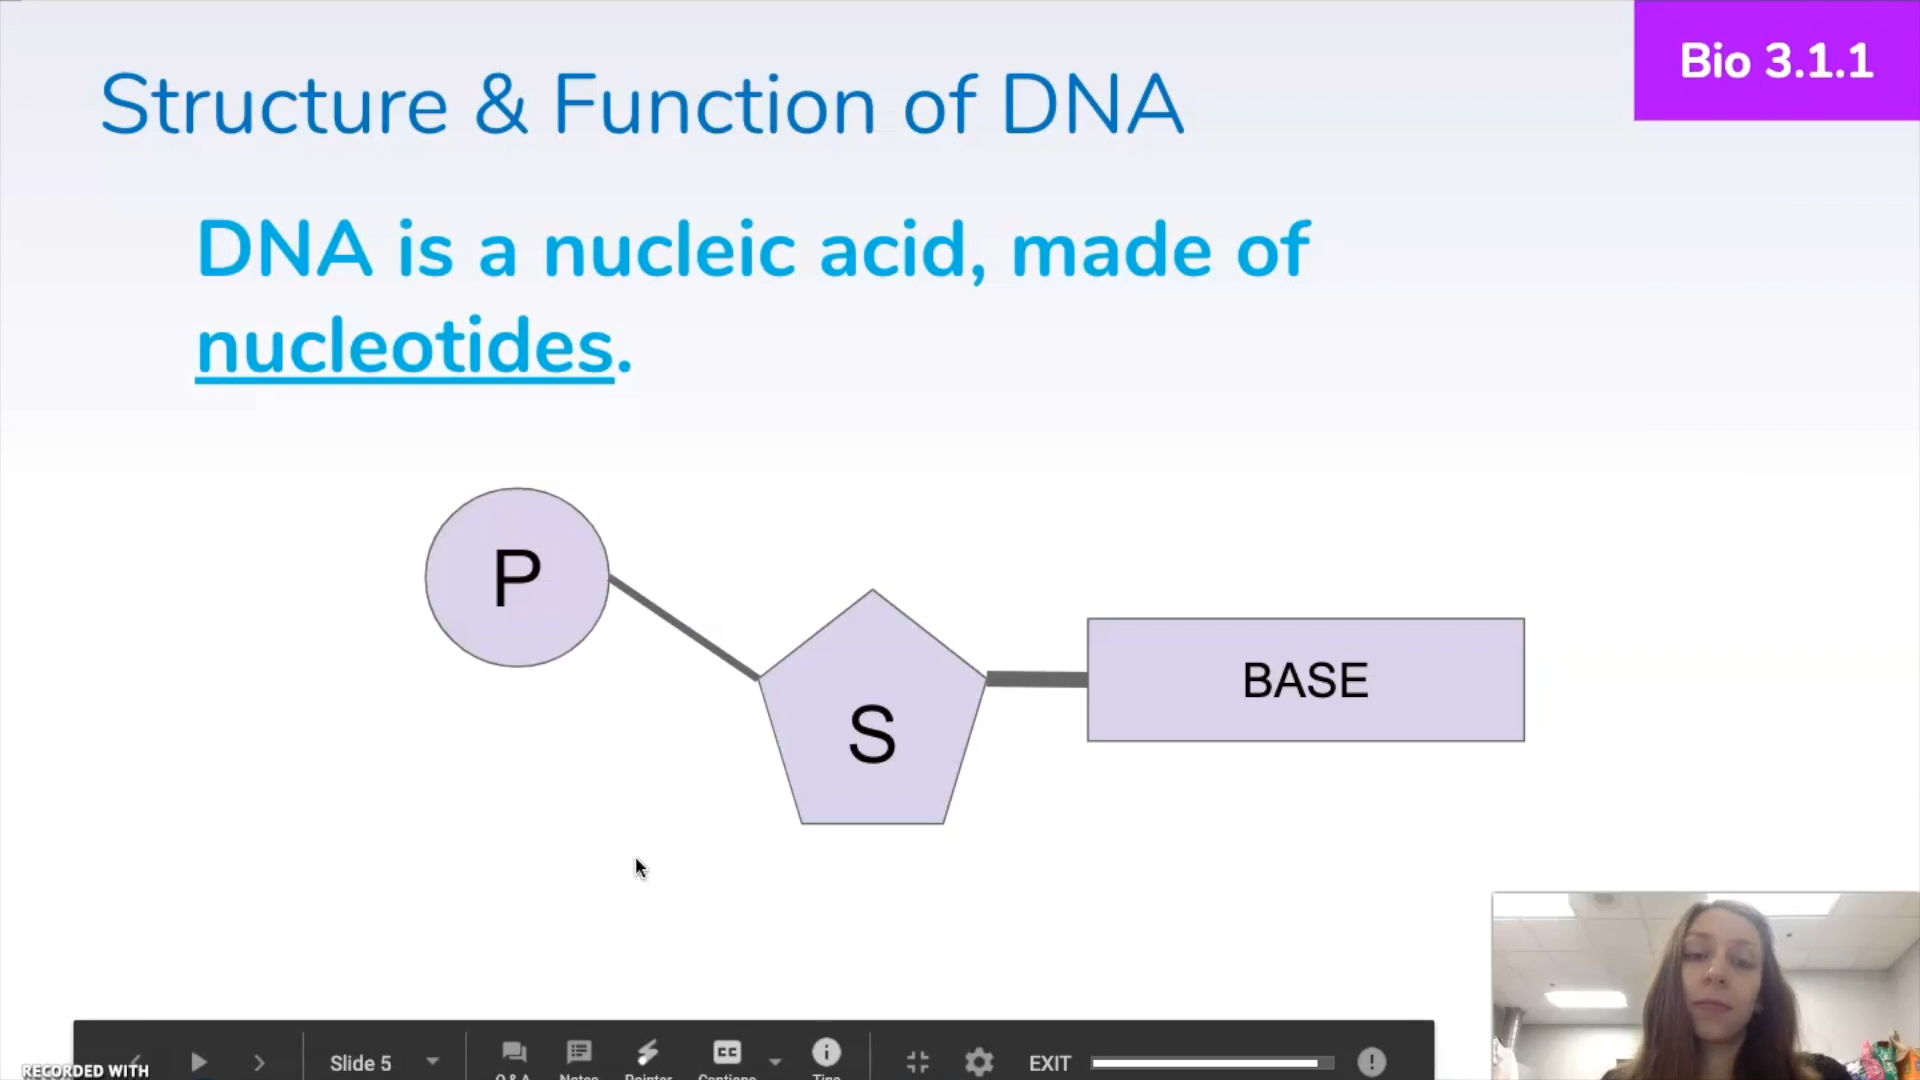 Bio 3.1.1
Structure & Function of DNA
DNA is a nucleic acid, made of
nucleotides.
P
S
BASE
Slide 5
Q & A
Notes
Pointer
CC
Captions
Tips
EXIT
RECORDED WITH